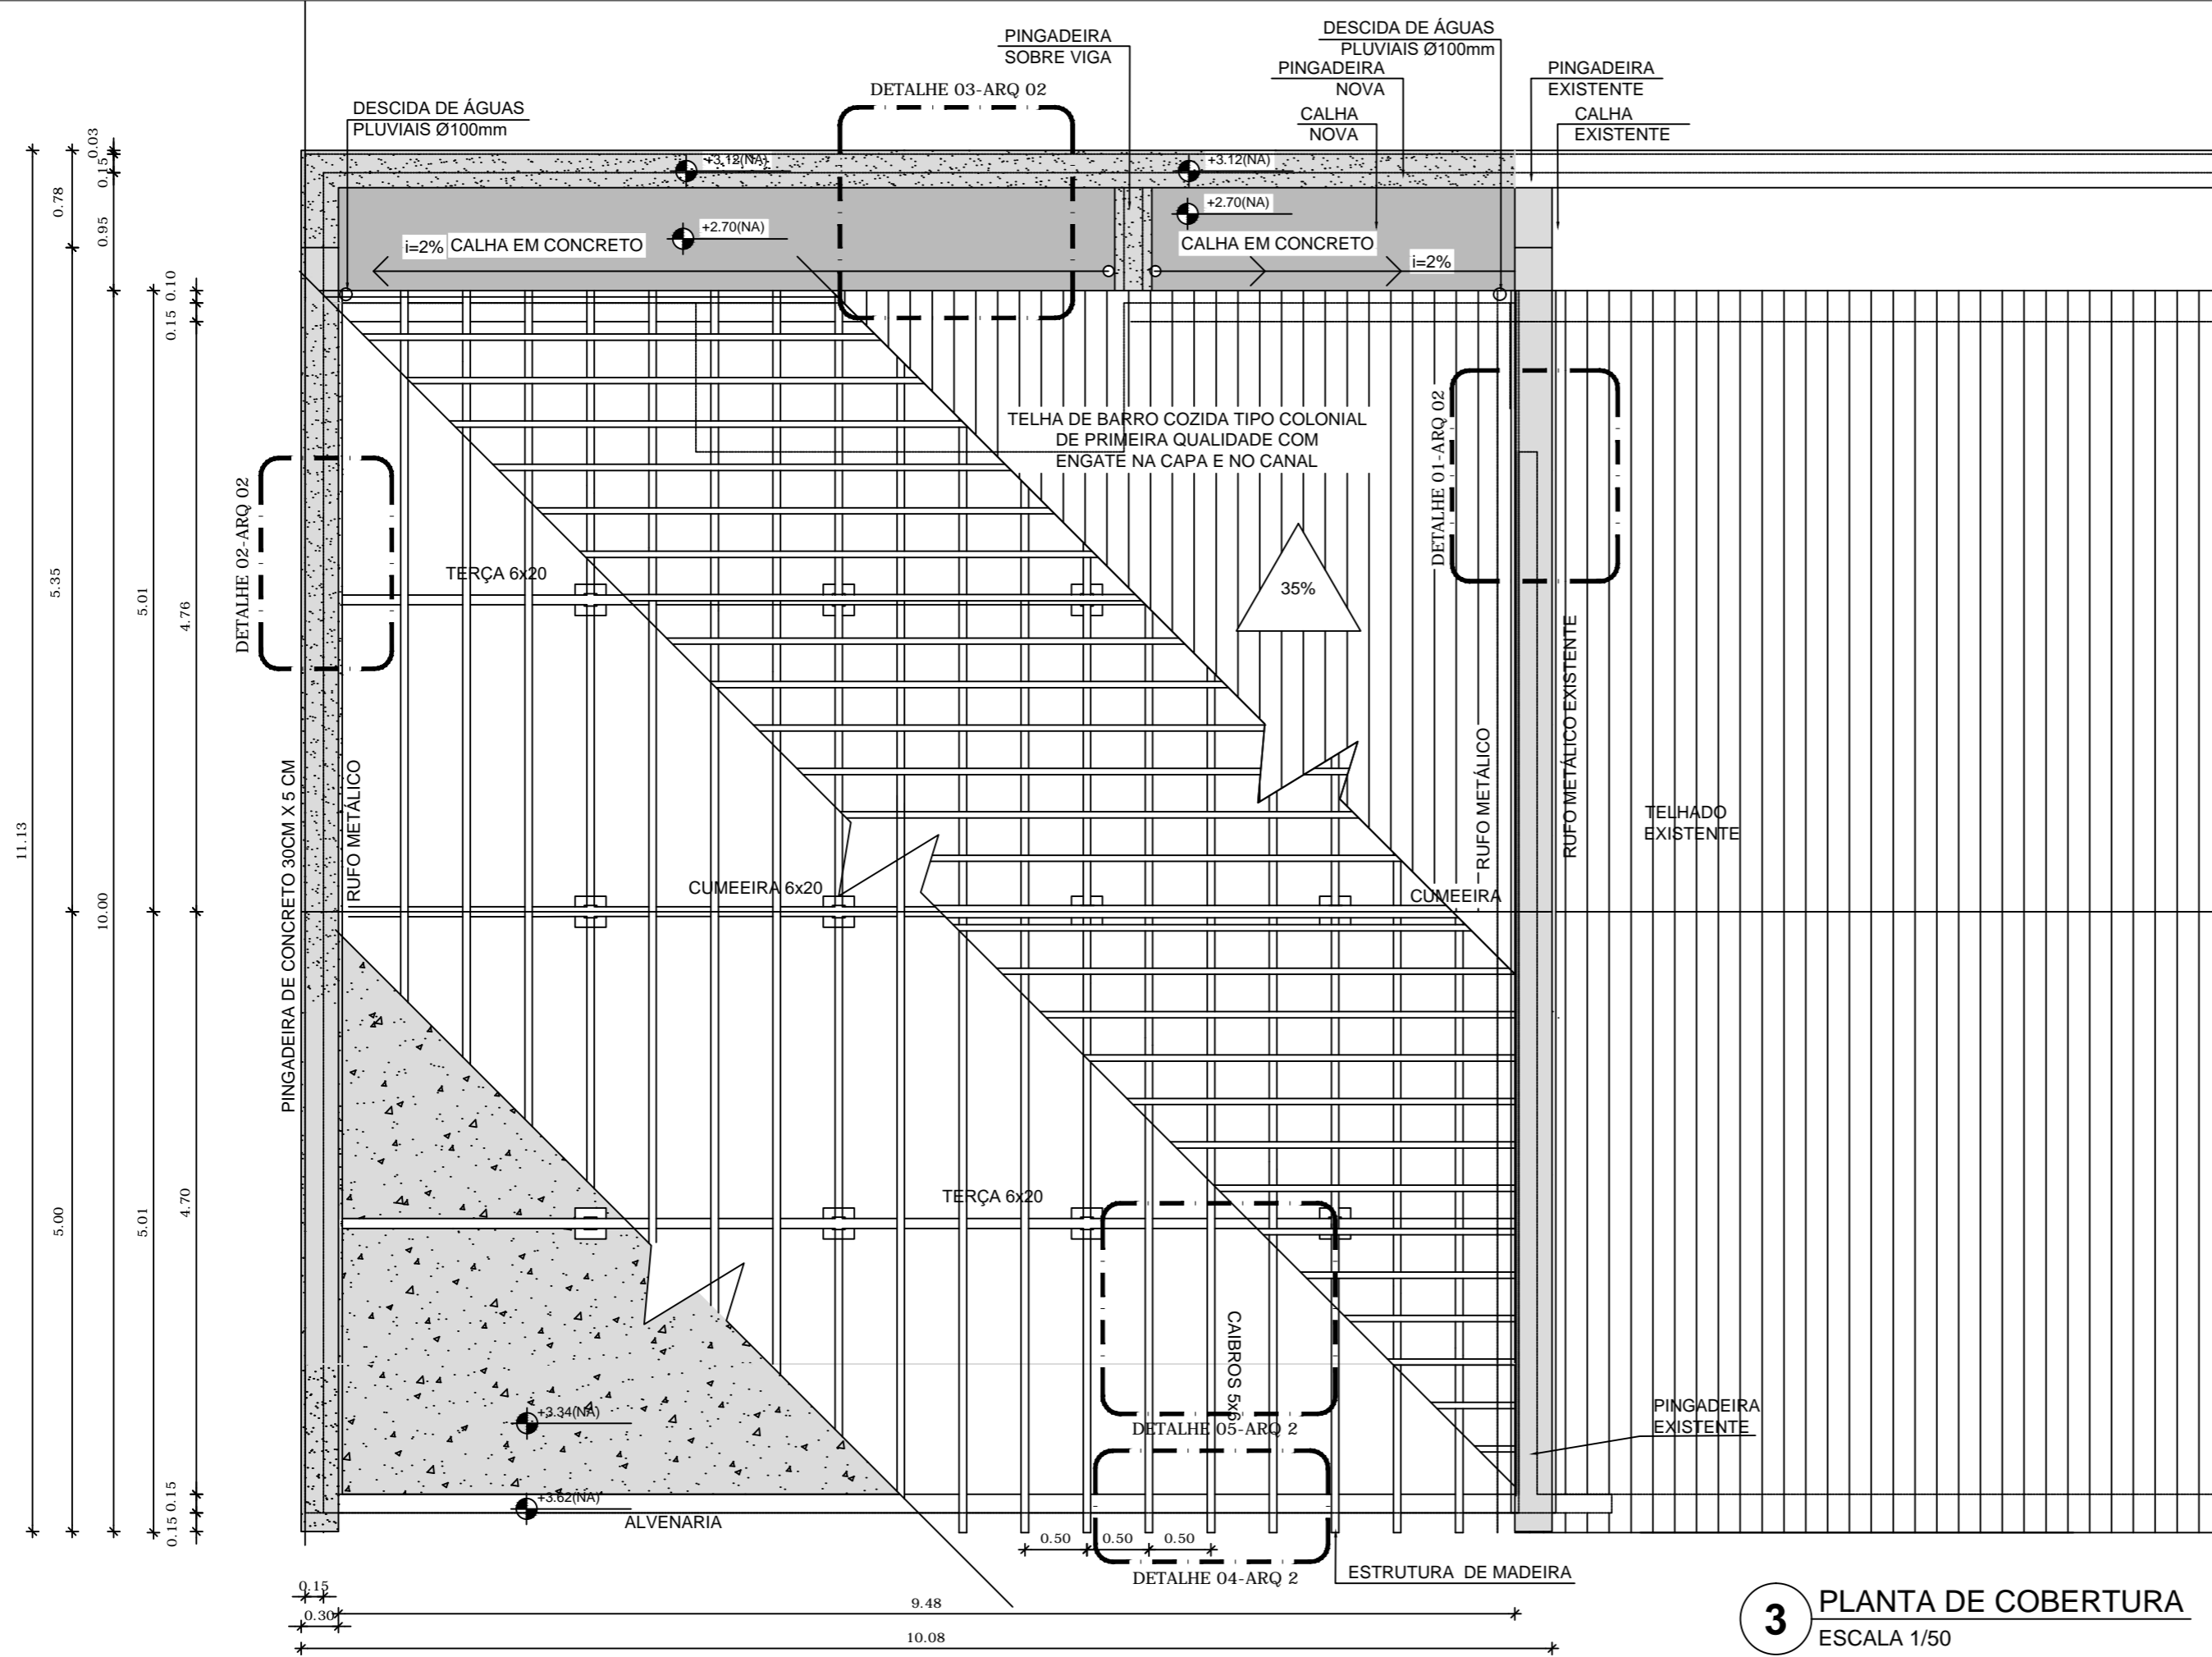 PINGADEIRA
SOBRE VIGA
DESCIDA DE ÁGUAS
PLUVIAIS Ø100mm
PINGADEIRA
NOVA
CALHA
NOVA
PINGADEIRA
EXISTENTE
CALHA
EXISTENTE
DETALHE 03-ARQ 02
DESCIDA DE ÁGUAS
PLUVIAIS Ø100mm
+3.12(NA)
+3.12(NA)
+2.70(NA)
+2.70(NA)
i=2%
CALHA EM CONCRETO
CALHA EM CONCRETO
i=2%
0.03
0.15
0.78
0.95
0.10
0.15
TELHA DE BARRO COZIDA TIPO COLONIAL
DE PRIMEIRA QUALIDADE COM
ENGATE NA CAPA E NO CANAL
DETALHE 01-ARQ 02
DETALHE 02-ARQ 02
TERÇA 6x20
35%
5.35
5.01
4.76
RUFO METÁLICO EXISTENTE
RUFO METÁLICO
RUFO METÁLICO
PINGADEIRA DE CONCRETO 30CM X 5 CM
TELHADO
EXISTENTE
11.13
10.00
CUMEEIRA 6x20
CUMEEIRA
TERÇA 6x20
5.00
5.01
4.70
CAIBROS 5x6
DETALHE 05-ARQ 2
PINGADEIRA
EXISTENTE
+3.34(NA)
+3.62(NA)
ALVENARIA
0.15
0.15
0.50
0.50
0.50
DETALHE 04-ARQ 2
ESTRUTURA DE MADEIRA
0.15
0.30
9.48
10.08
3
PLANTA DE COBERTURA
ESCALA 1/50